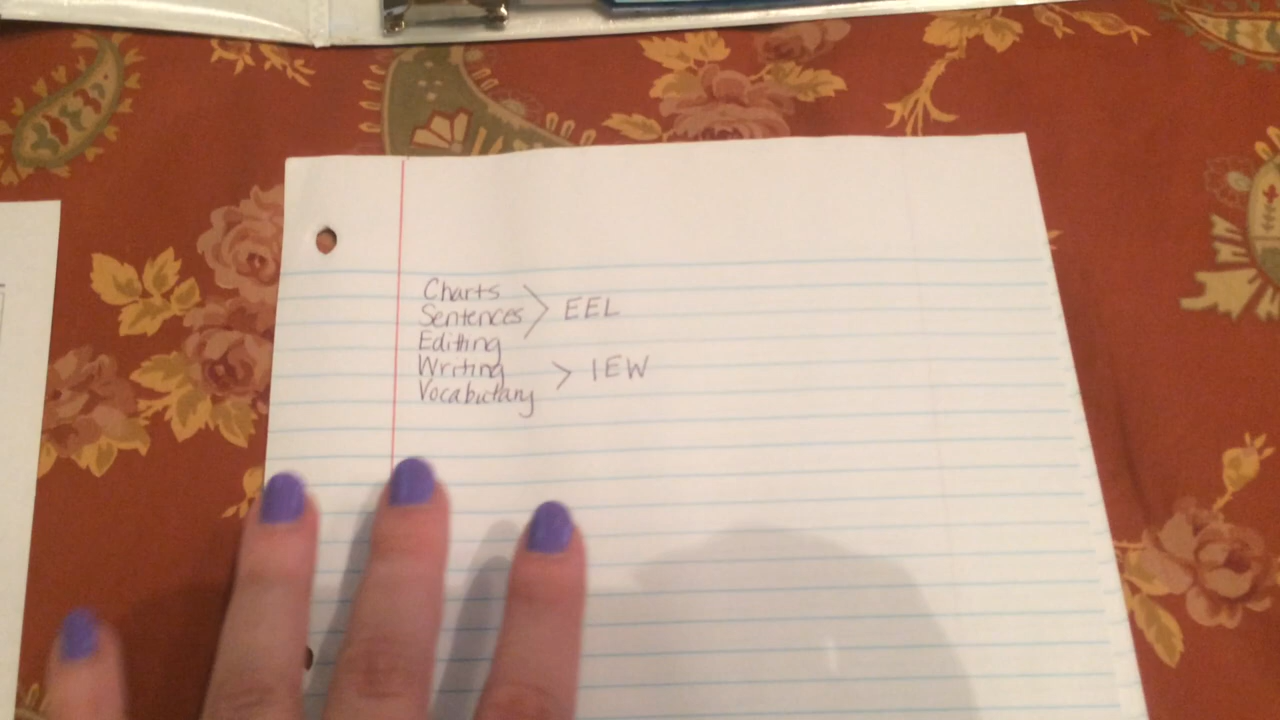 Charts
Sentences > EEL
Editing
Writing > IEW
Vocabulary